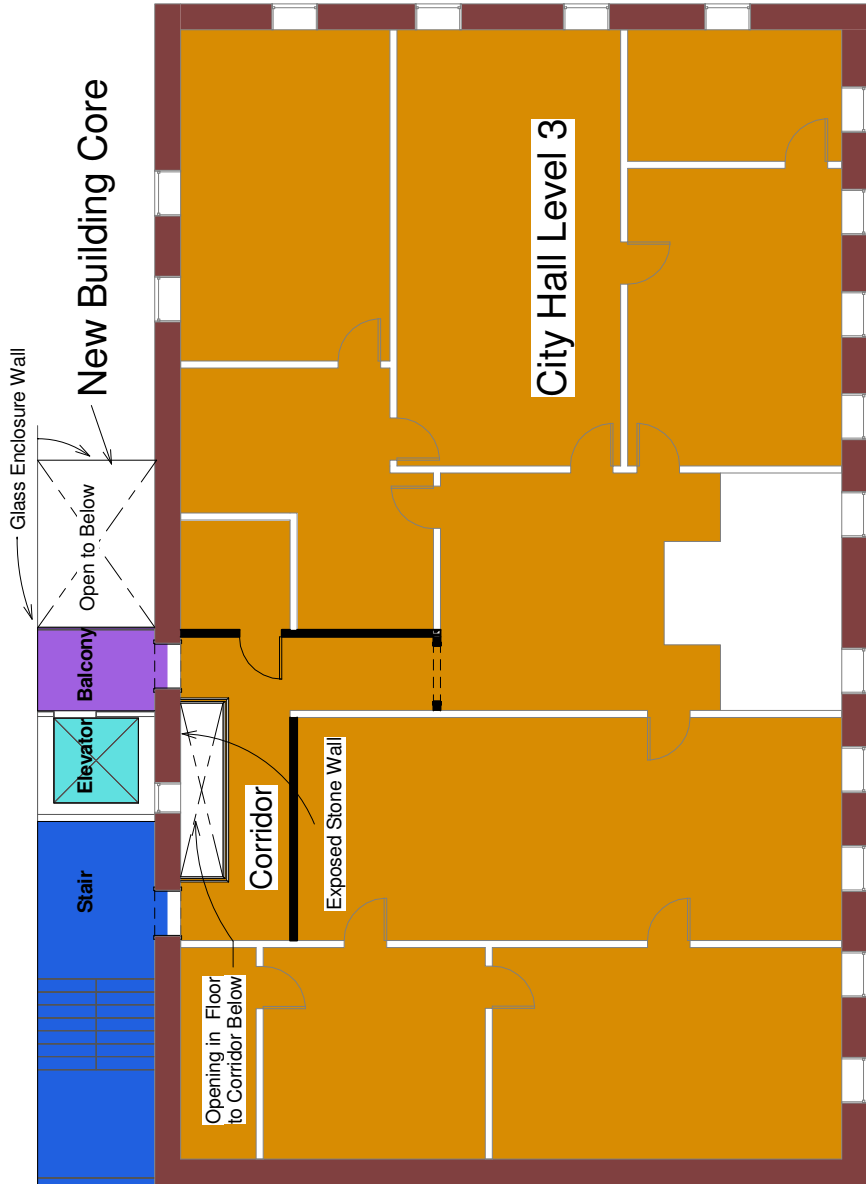 Glass Enclosure Wall
New Building Core
Open to Below
Balcony
Elevator
Stair
City Hall Level 3
Corridor
Exposed Stone Wall
Opening in Floor
to Corridor Below